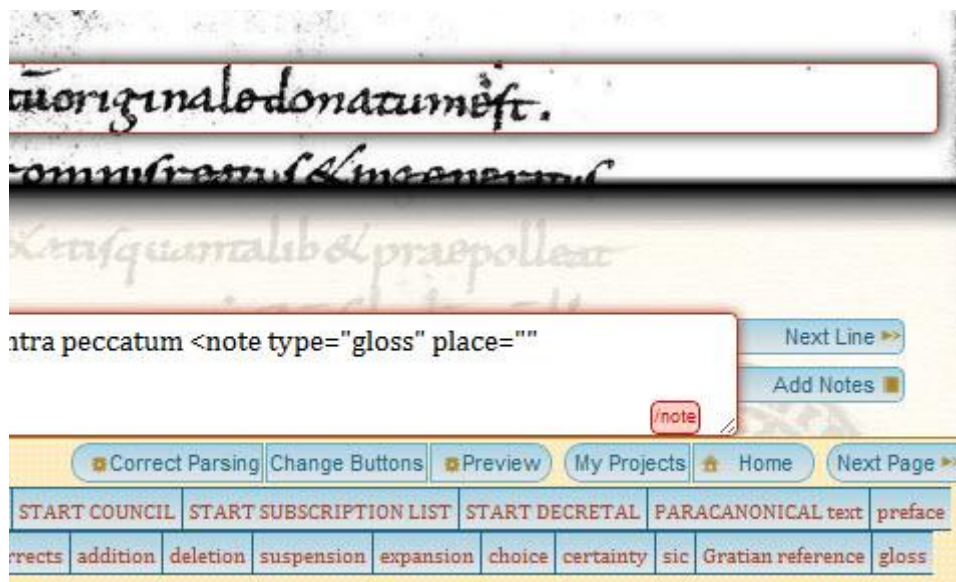 tūoriginaledonatumest.
ntra peccatum <note type="gloss" place=""
Next Line
Add Notes
/note
Correct Parsing Change Buttons Preview My Projects Home Next Page
START COUNCIL START SUBSCRIPTION LIST START DECRETAL PARACANONICAL text preface
rrects addition deletion suspension expansion choice certainty sic Gratian reference gloss